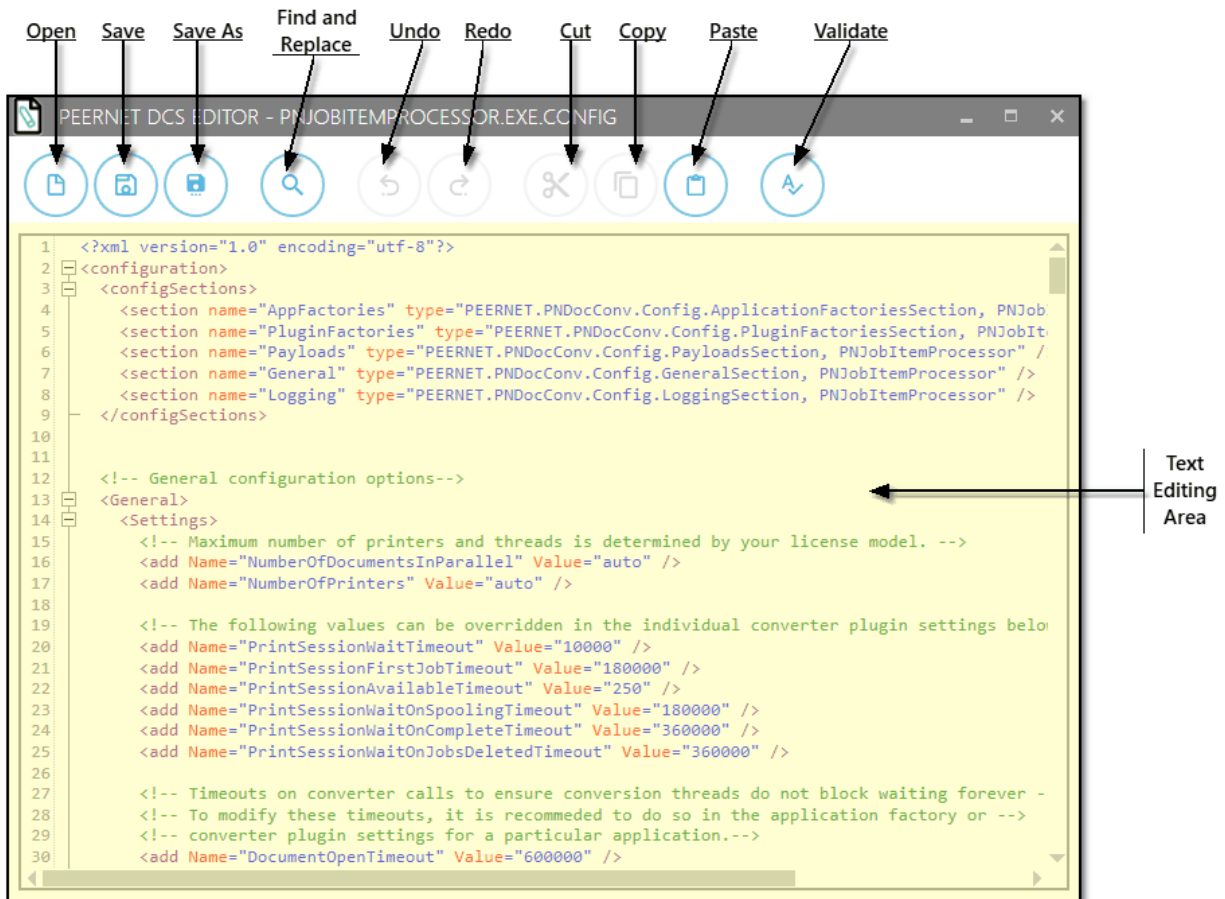 Open Save Save As Find and Replace Undo Redo Cut Copy Paste Validate
PEERNET DCS EDITOR - PNJOBITEMPROCESSOR.EXE.CONFIG
1 <?xml version="1.0" encoding="utf-8"?>
2 <configuration>
3 <configSections>
4 <section name="AppFactories" type="PEERNET.PNDocConv.Config.ApplicationFactoriesSection, PNJob
5 <section name="PluginFactories" type="PEERNET.PNDocConv.Config.PluginFactoriesSection, PNJobIt
6 <section name="Payloads" type="PEERNET.PNDocConv.Config.PayloadsSection, PNJobItemProcessor" /
7 <section name="General" type="PEERNET.PNDocConv.Config.GeneralSection, PNJobItemProcessor" />
8 <section name="Logging" type="PEERNET.PNDocConv.Config.LoggingSection, PNJobItemProcessor" />
9 </configSections>
10
11
12 <!-- General configuration options-->
13 <General>
14 <Settings>
15 <!-- Maximum number of printers and threads is determined by your license model. -->
16 <add Name="NumberOfDocumentsInParallel" Value="auto" />
17 <add Name="NumberOfPrinters" Value="auto" />
18
19 <!-- The following values can be overridden in the individual converter plugin settings belo
20 <add Name="PrintSessionWaitTimeout" Value="10000" />
21 <add Name="PrintSessionFirstJobTimeout" Value="180000" />
22 <add Name="PrintSessionAvailableTimeout" Value="250" />
23 <add Name="PrintSessionWaitOnSpoolingTimeout" Value="180000" />
24 <add Name="PrintSessionWaitOnCompleteTimeout" Value="360000" />
25 <add Name="PrintSessionWaitOnJobsDeletedTimeout" Value="360000" />
26
27 <!-- Timeouts on converter calls to ensure conversion threads do not block waiting forever -
28 <!-- To modify these timeouts, it is recommeded to do so in the application factory or -->
29 <!-- converter plugin settings for a particular application.-->
30 <add Name="DocumentOpenTimeout" Value="600000" />
Text
Editing
Area